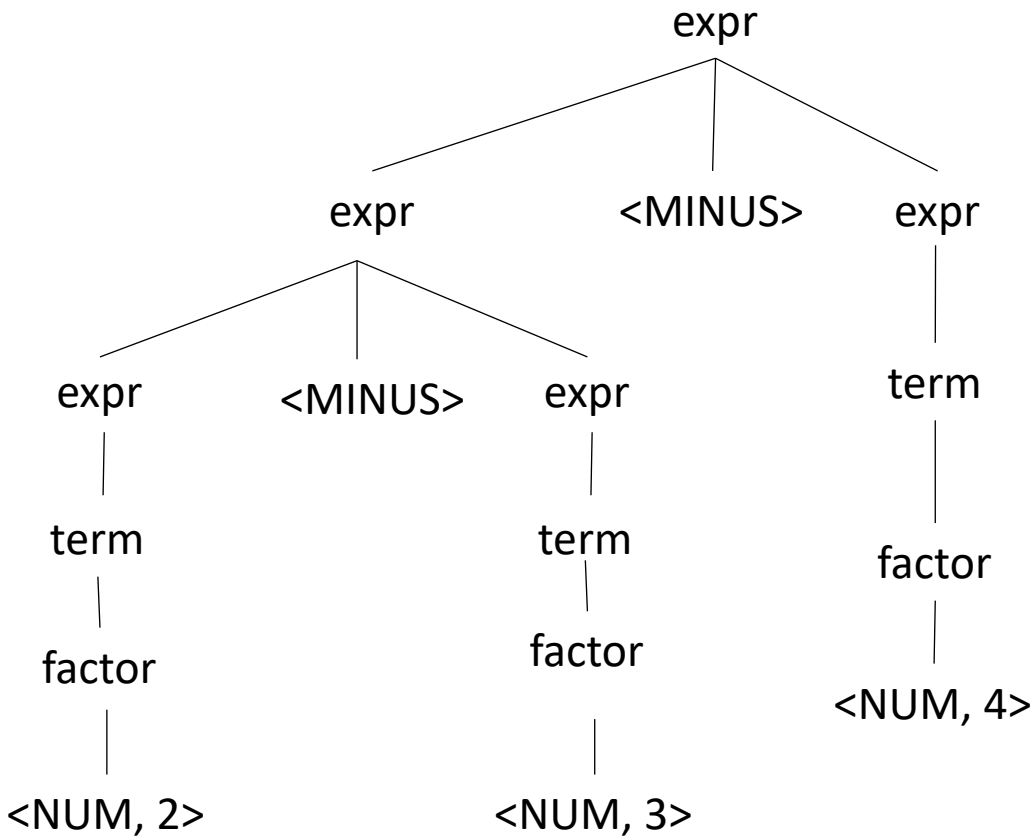 expr
expr <MINUS> expr
expr <MINUS> expr term
term term factor
factor factor <NUM, 4>
<NUM, 2> <NUM, 3>